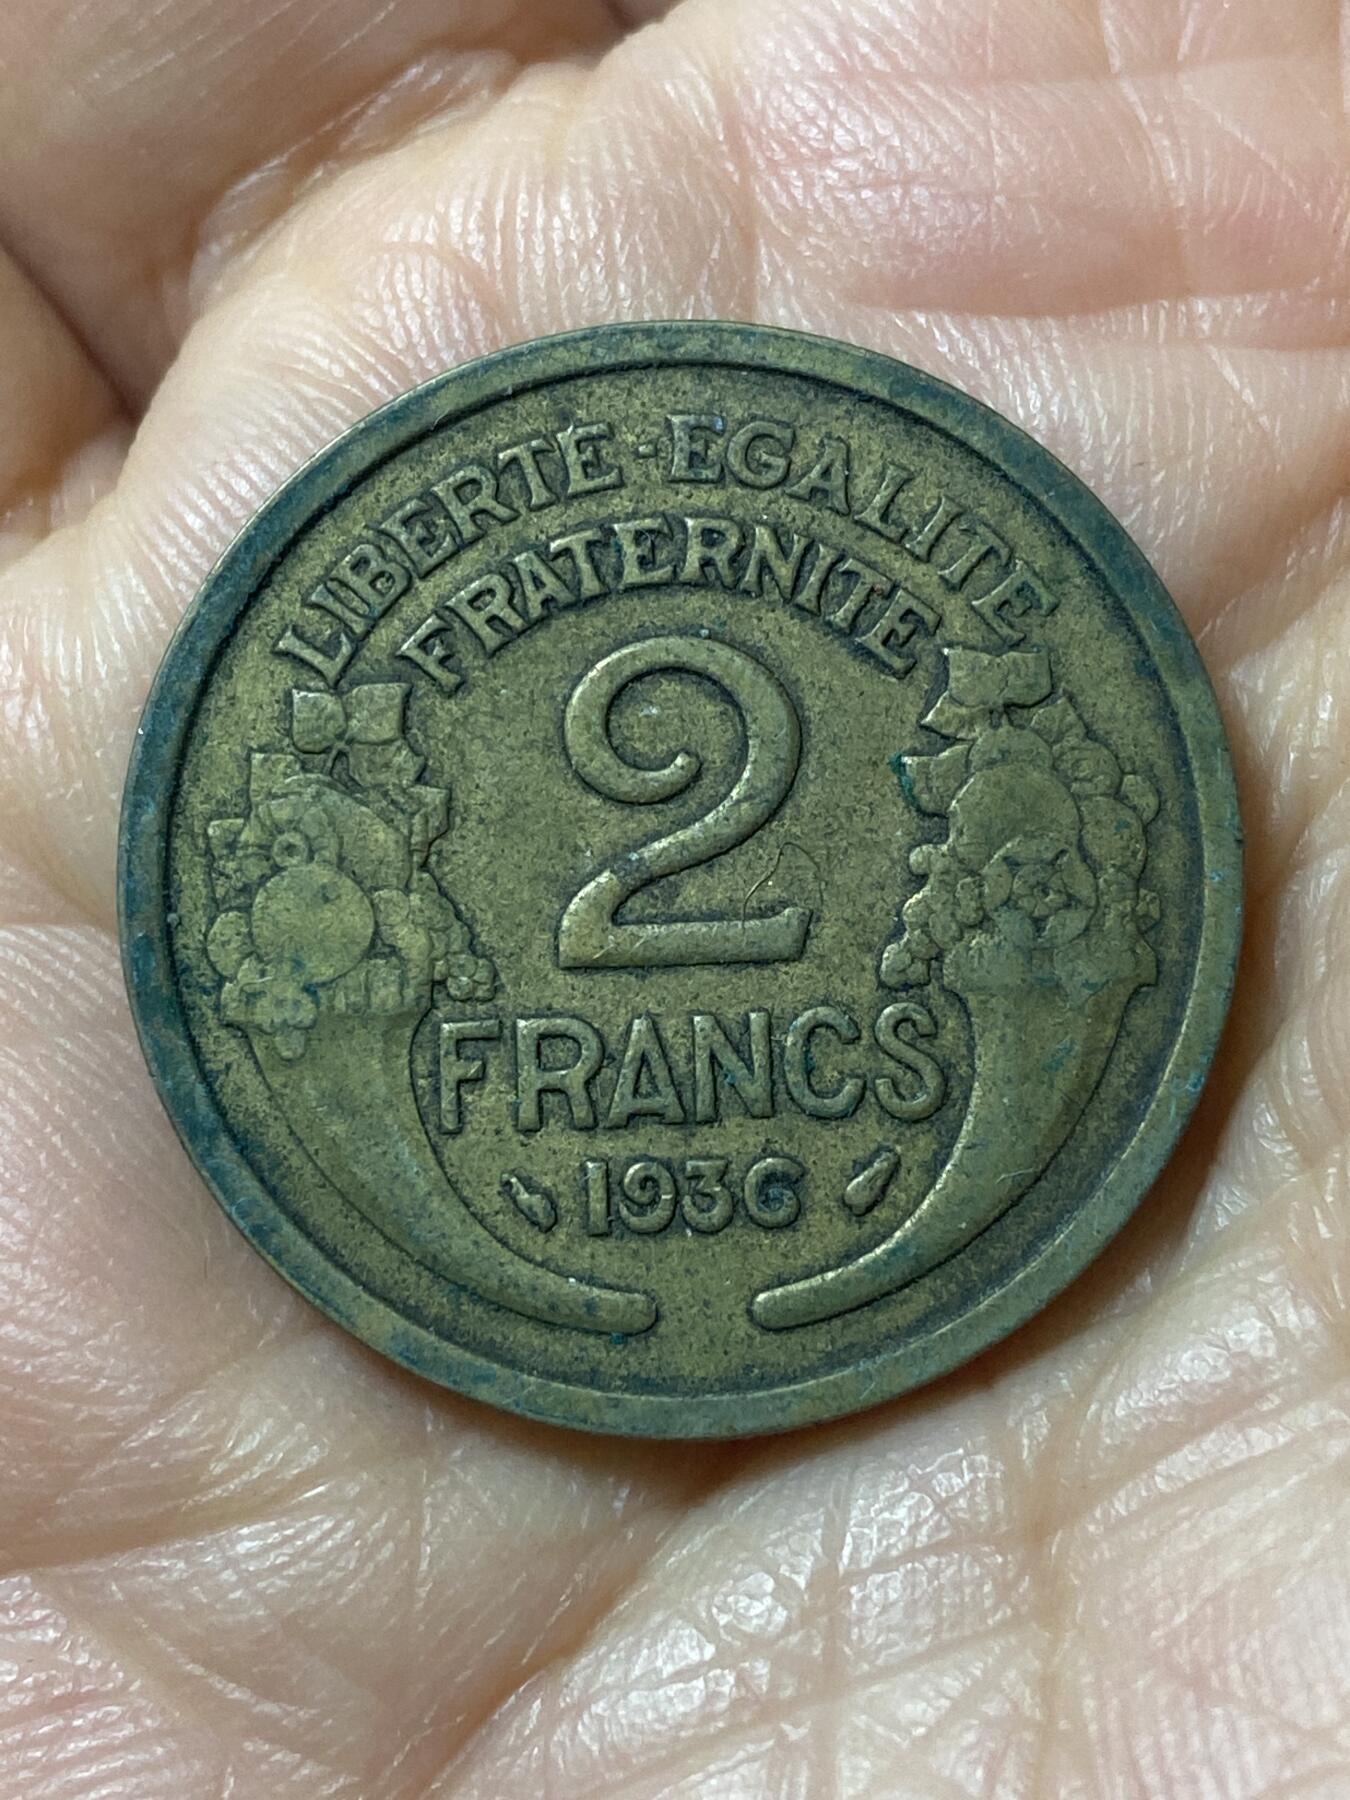 LIBERTE·EGALITE
FRATERNITE
2
FRANCS
1936